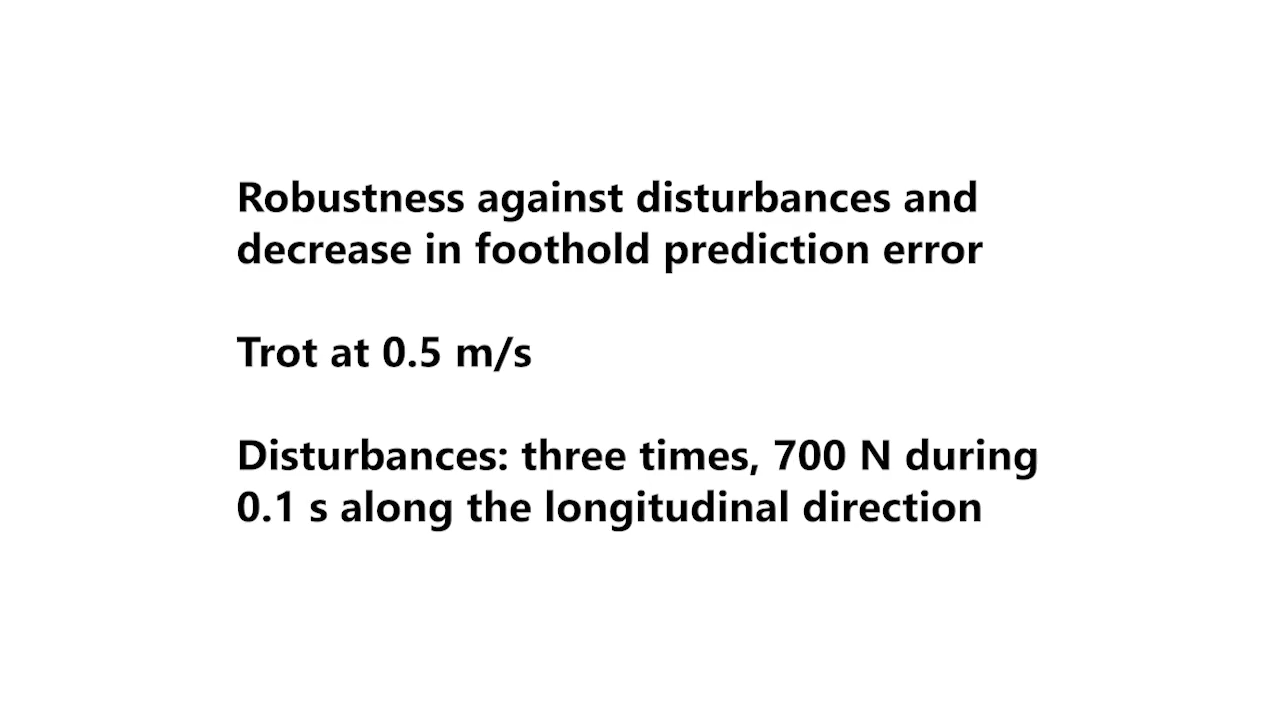 Robustness against disturbances and
decrease in foothold prediction error
Trot at 0.5 m/s
Disturbances: three times, 700 N during
0.1 s along the longitudinal direction